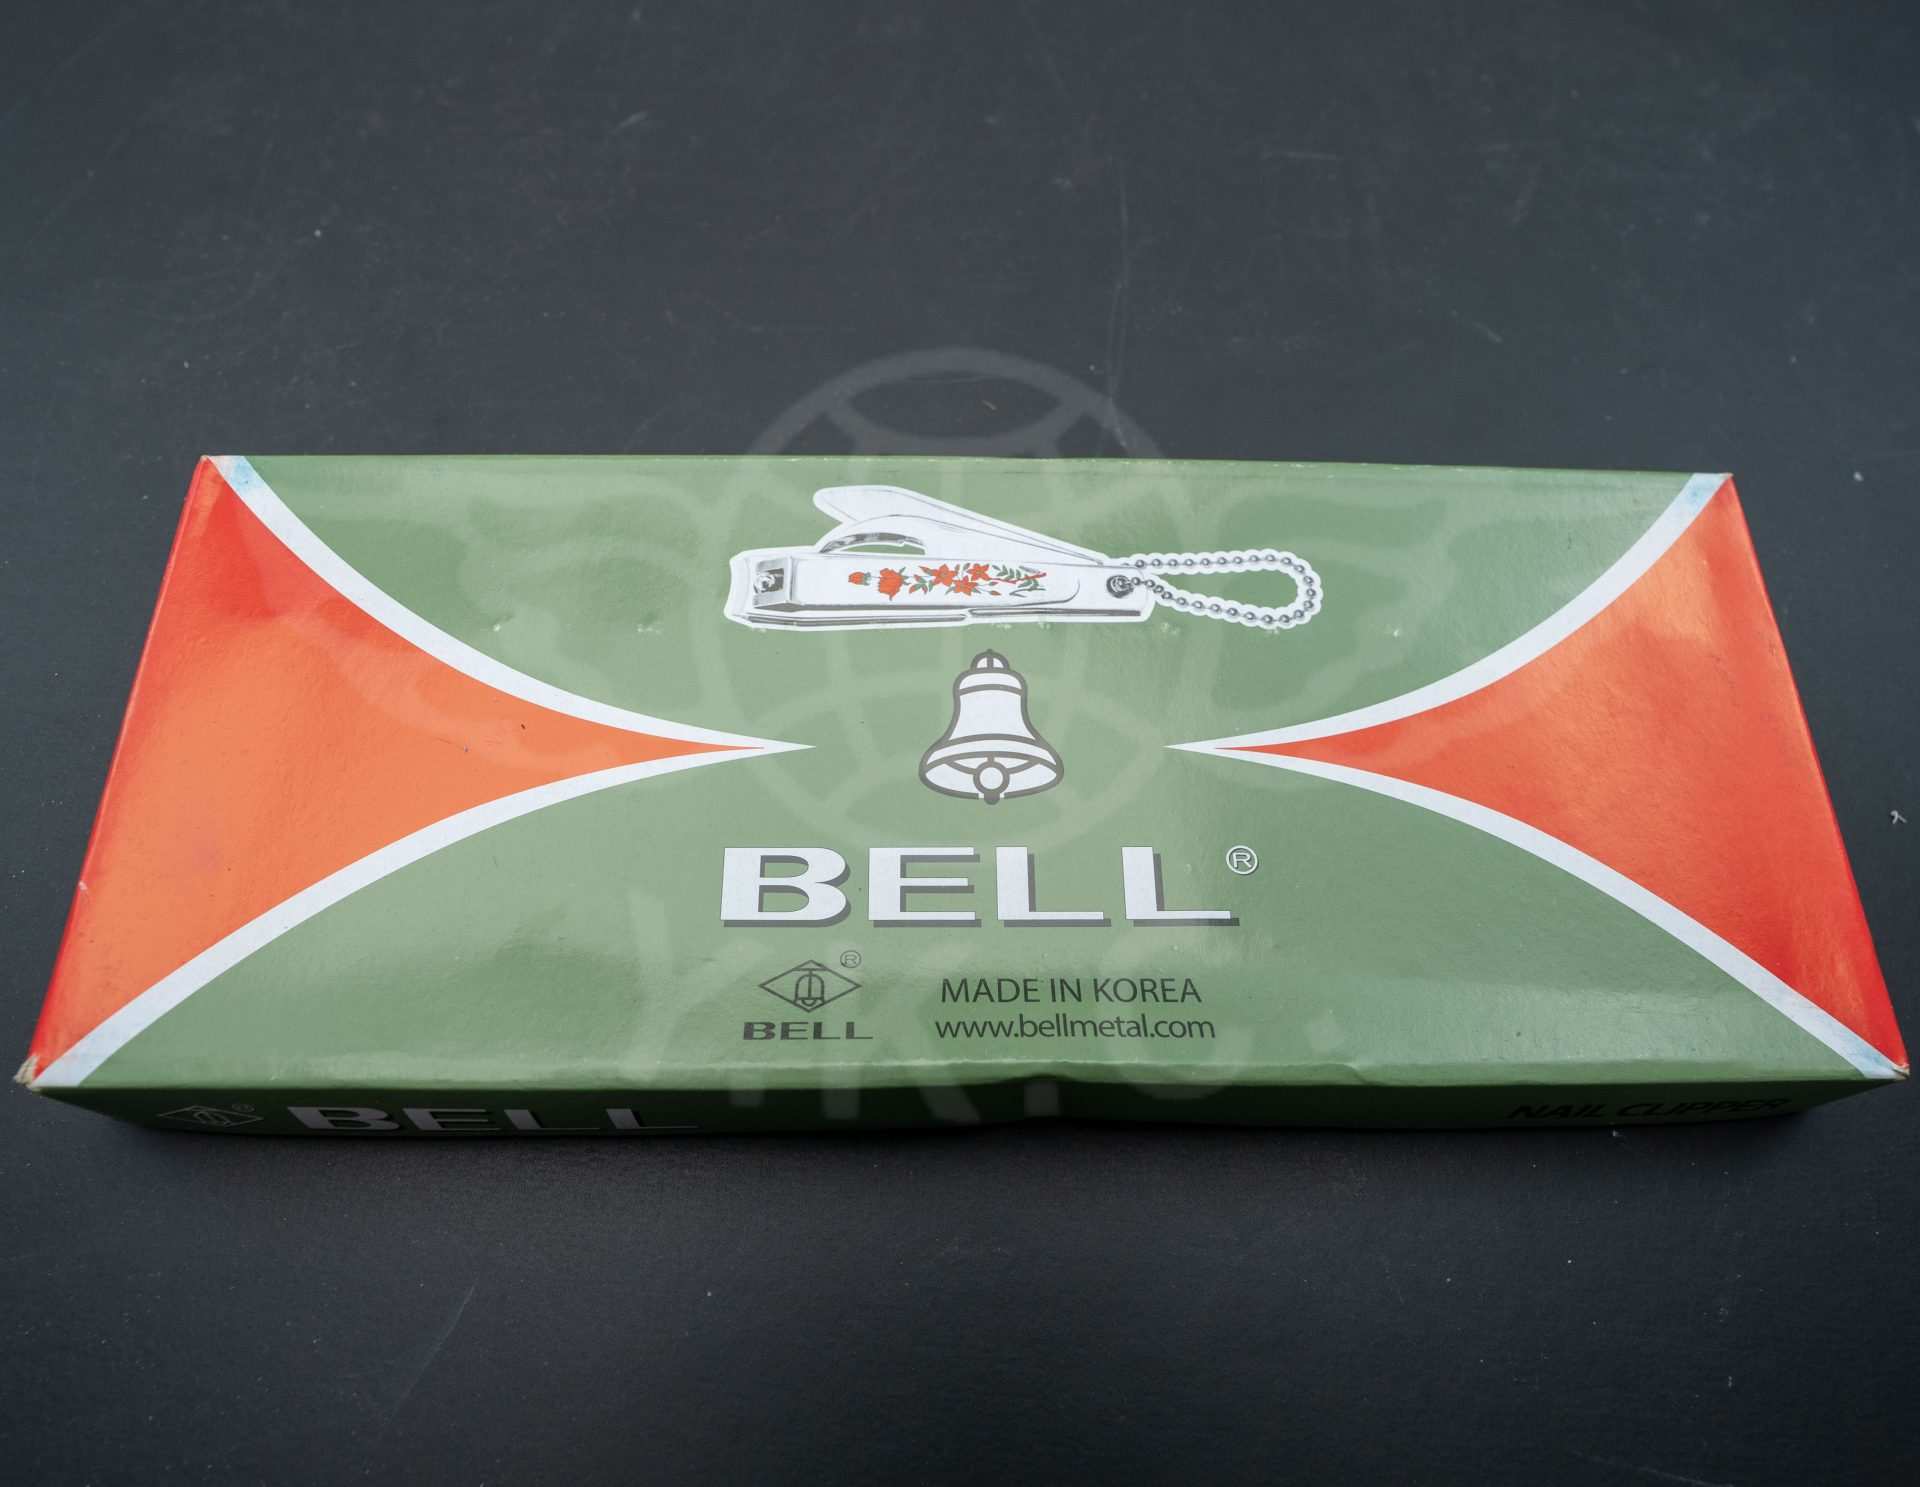 BELL®
®
BELL
MADE IN KOREA
www.bellmetal.com
® BELL
NAIL CLIPPER